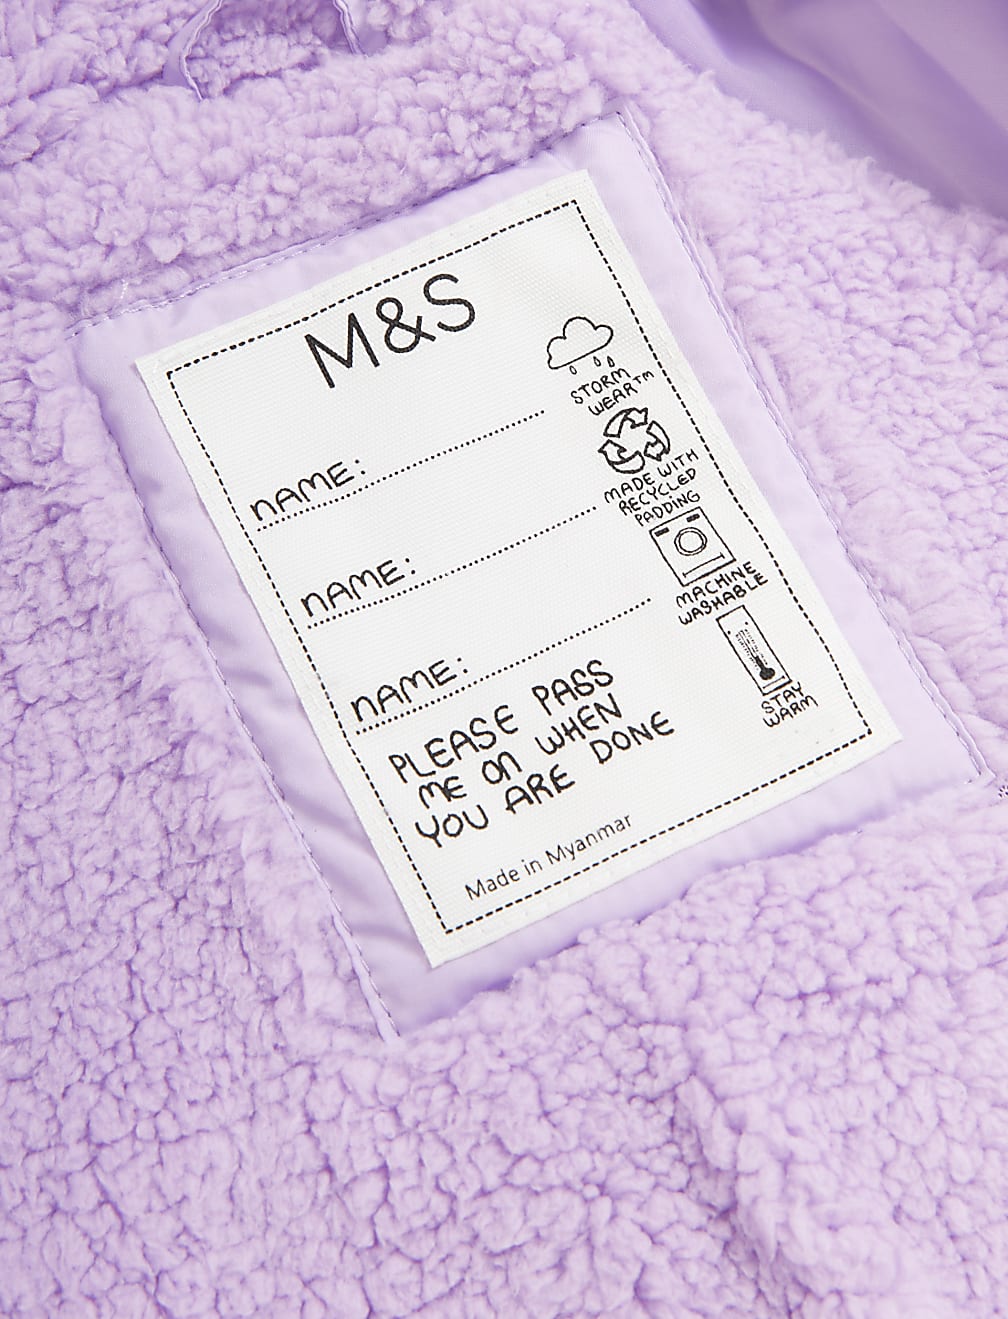 M&S
NAME:
NAME:
NAME:
PLEASE PASS
ME ON WHEN
YOU ARE DONE
Made in Myanmar
STORM
WEAR™
MADE WITH
RECYCLED
PADDING
MACHINE
WASHABLE
STAY
WARM